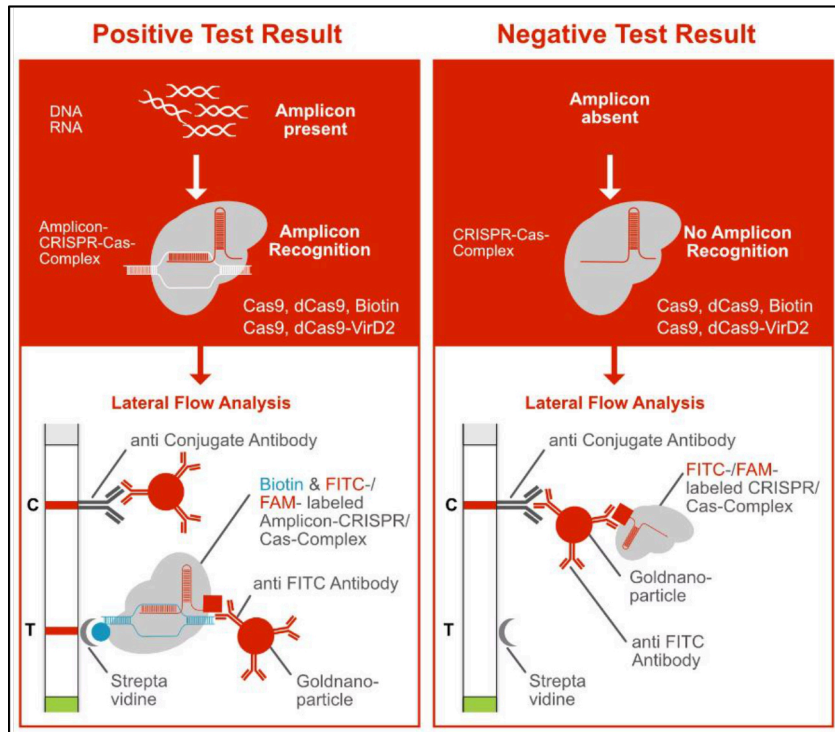 Positive Test Result
DNA
RNA
Amplicon
present
Amplicon-
CRISPR-Cas-
Complex
Amplicon
Recognition
Cas9, dCas9, Biotin
Cas9, dCas9-VirD2
Lateral Flow Analysis
anti Conjugate Antibody
C
Biotin & FITC-/
FAM- labeled
Amplicon-CRISPR/
Cas-Complex
anti FITC Antibody
T
Strepta
vidine
Goldnano-
particle
Negative Test Result
Amplicon
absent
CRISPR-Cas-
Complex
No Amplicon
Recognition
Cas9, dCas9, Biotin
Cas9, dCas9-VirD2
Lateral Flow Analysis
anti Conjugate Antibody
FITC-/FAM-
labeled CRISPR/
Cas-Complex
C
Goldnano-
particle
T
anti FITC
Antibody
Strepta
vidine